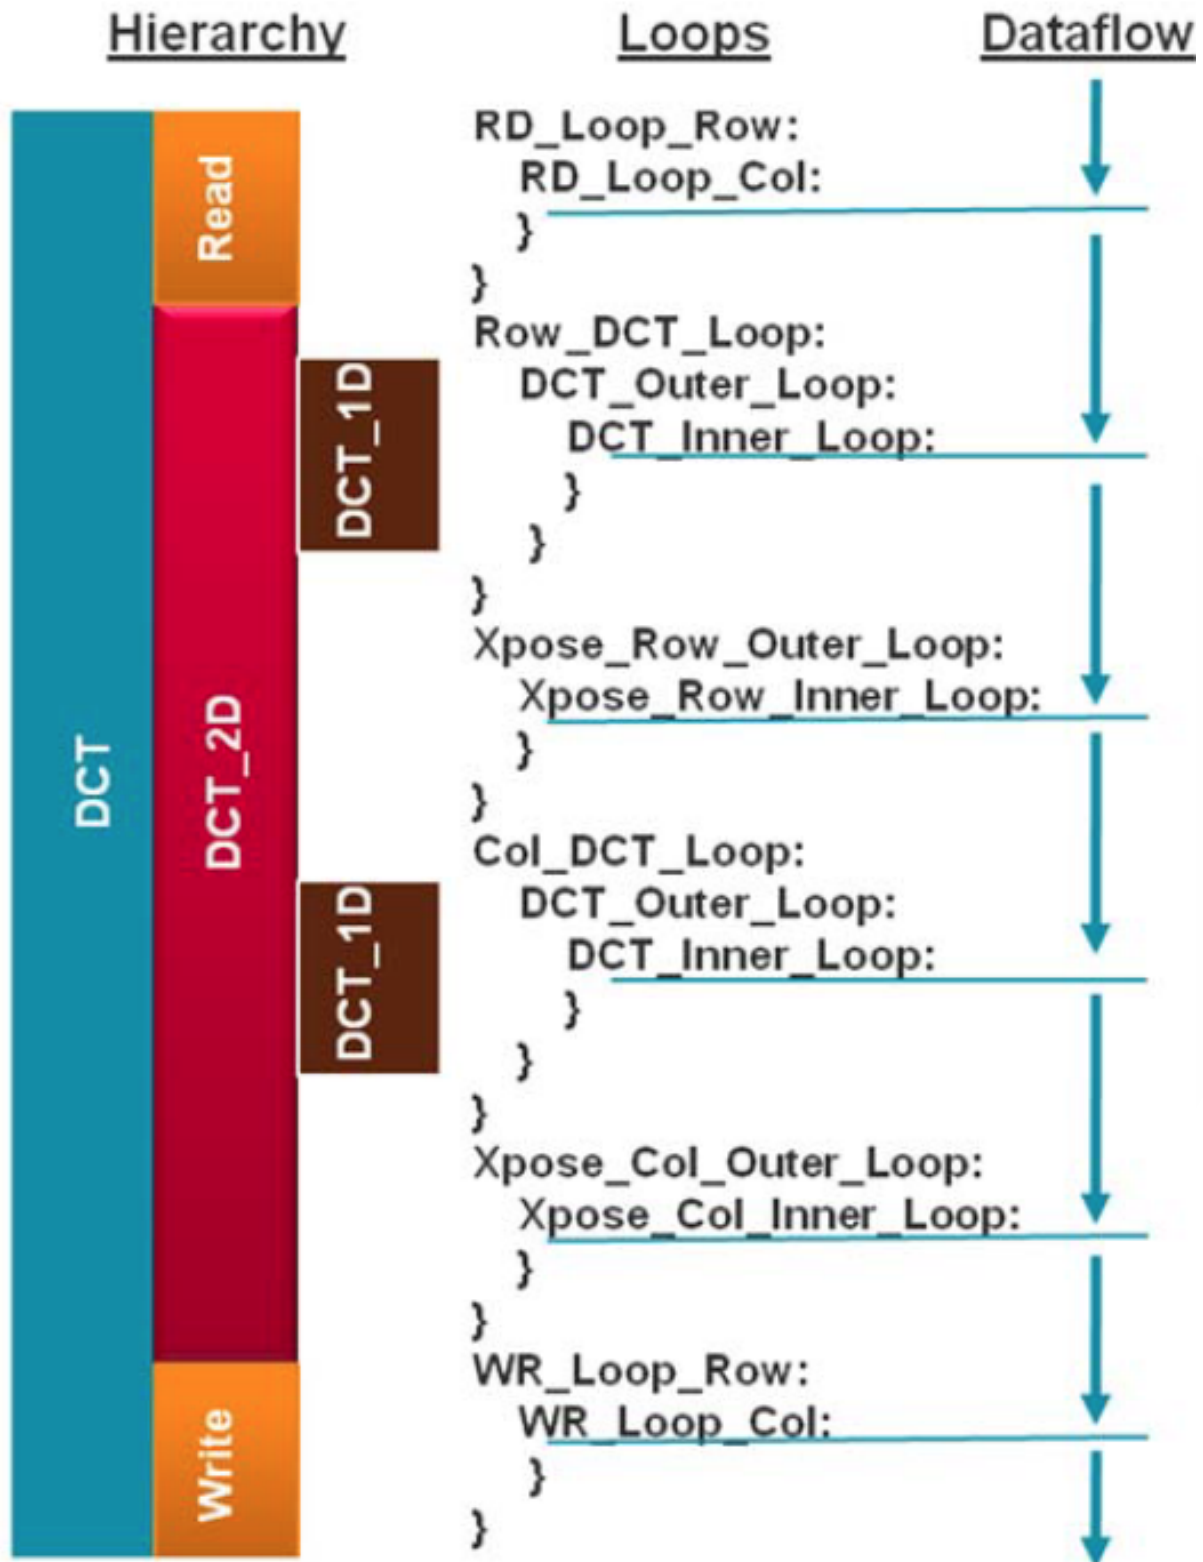 Hierarchy
Loops
Dataflow
DCT
Read
DCT_2D
Write
DCT_1D
DCT_1D
RD_Loop_Row:
RD_Loop_Col:
}
}
Row_DCT_Loop:
DCT_Outer_Loop:
DCT_Inner_Loop:
}
}
}
Xpose_Row_Outer_Loop:
Xpose_Row_Inner_Loop:
}
}
Col_DCT_Loop:
DCT_Outer_Loop:
DCT_Inner_Loop:
}
}
}
Xpose_Col_Outer_Loop:
Xpose_Col_Inner_Loop:
}
}
WR_Loop_Row:
WR_Loop_Col:
}
}